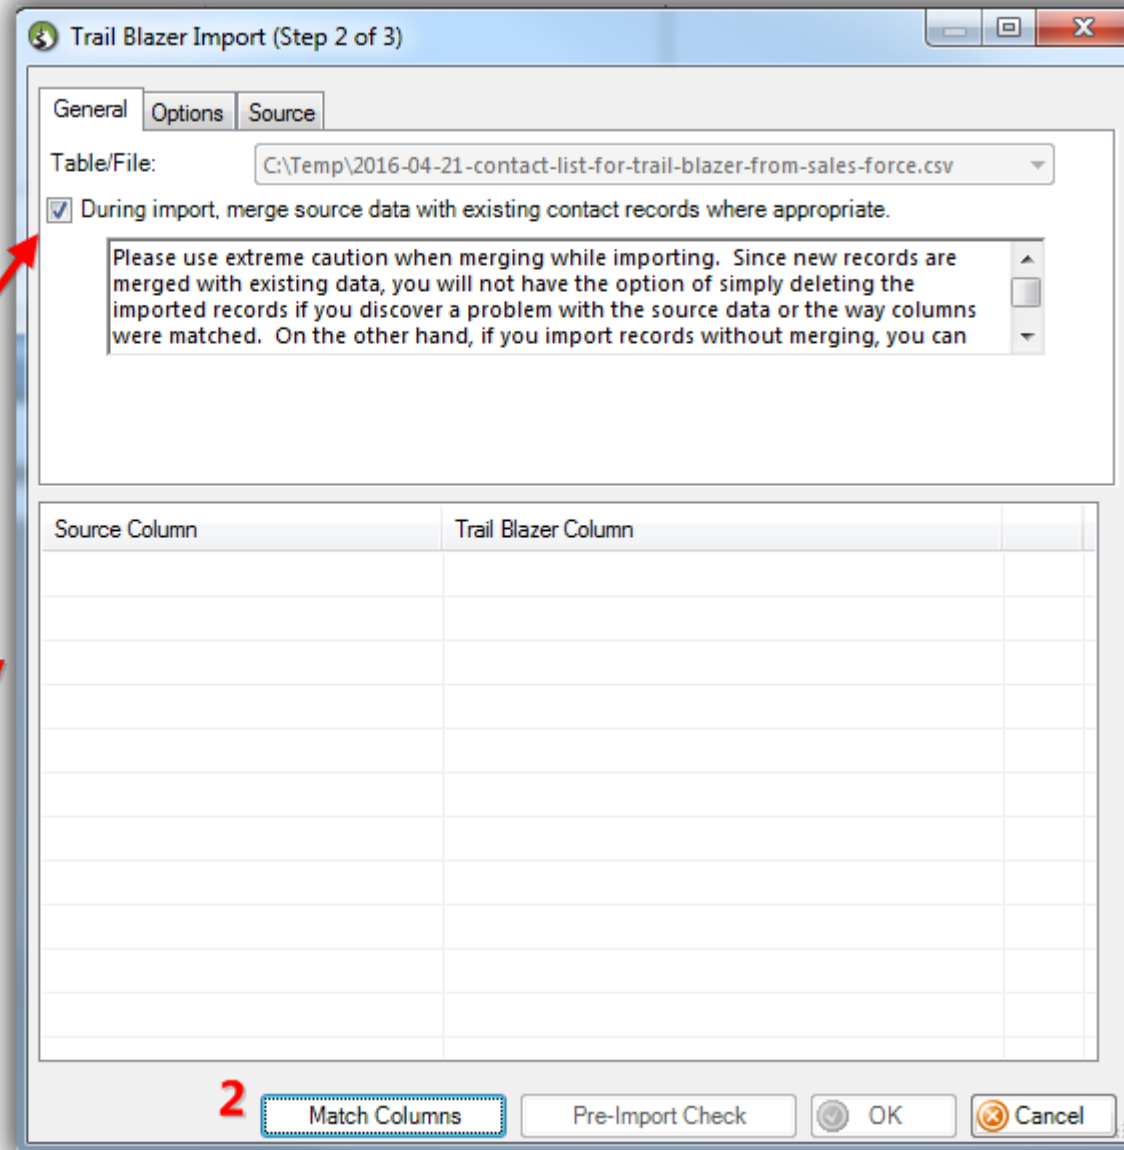 Trail Blazer Import (Step 2 of 3)
General Options Source
Table/File: C:\Temp\2016-04-21-contact-list-for-trail-blazer-from-sales-force.csv
During import, merge source data with existing contact records where appropriate.
Please use extreme caution when merging while importing.  Since new records are
merged with existing data, you will not have the option of simply deleting the
imported records if you discover a problem with the source data or the way columns
were matched.  On the other hand, if you import records without merging, you can
Source Column Trail Blazer Column
2 Match Columns Pre-Import Check OK Cancel